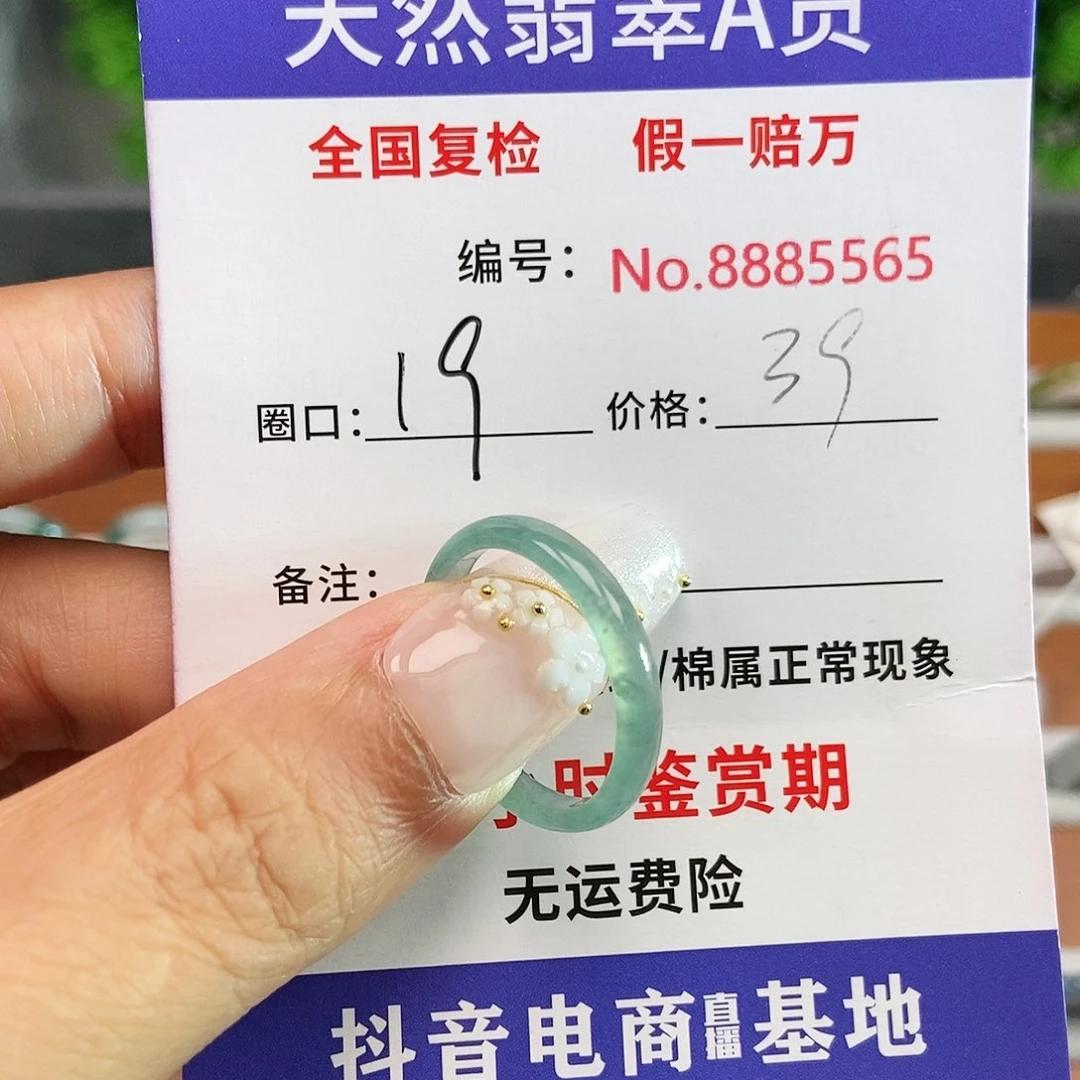 天然翡翠A货
全国复检 假一赔万
编号：No.8885565
圈口：19 价格：39
备注：
/棉属正常现象
时鉴赏期
无运费险
抖音电商直播基地